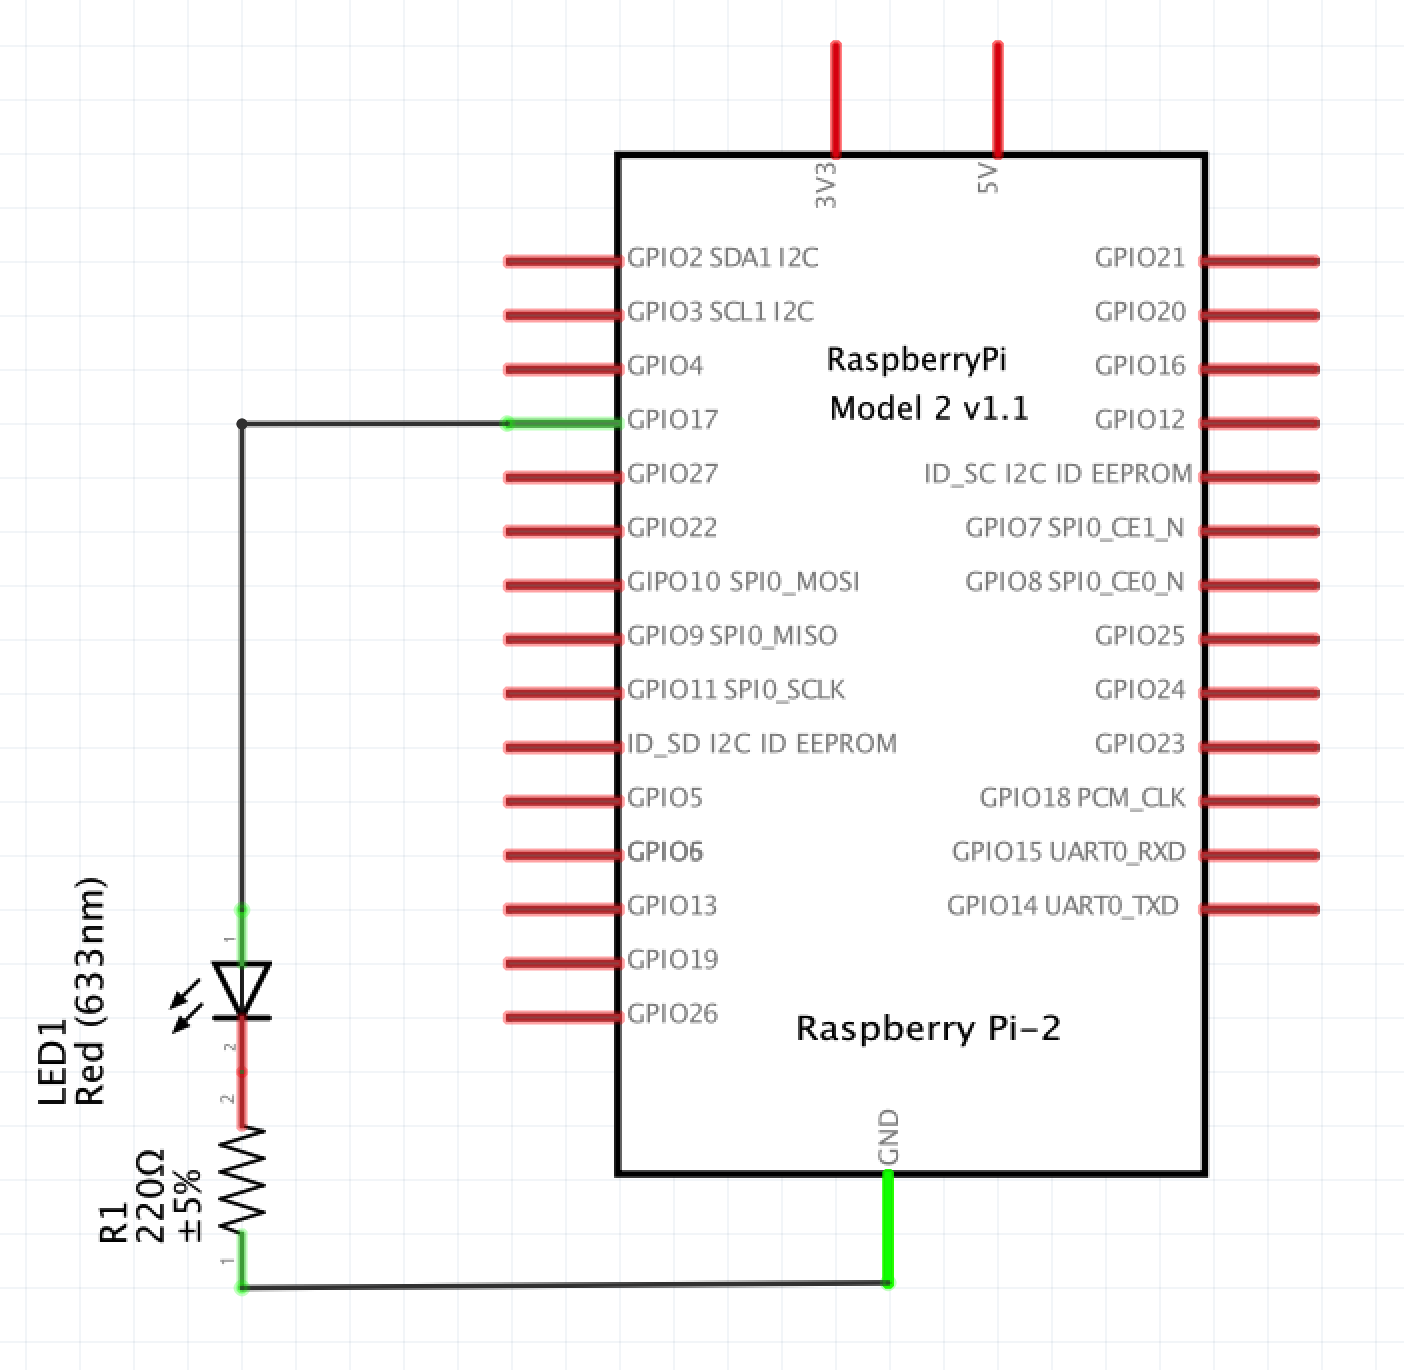 3V3
5V
GPIO2 SDA1 I2C
GPIO3 SCL1 I2C
GPIO4
GPIO17
GPIO27
GPIO22
GIPO10 SPI0_MOSI
GPIO9 SPI0_MISO
GPIO11 SPI0_SCLK
ID_SD I2C ID EEPROM
GPIO5
GPIO6
GPIO13
GPIO19
GPIO26
RaspberryPi
Model 2 v1.1
GPIO21
GPIO20
GPIO16
GPIO12
ID_SC I2C ID EEPROM
GPIO7 SPI0_CE1_N
GPIO8 SPI0_CE0_N
GPIO25
GPIO24
GPIO23
GPIO18 PCM_CLK
GPIO15 UART0_RXD
GPIO14 UART0_TXD
Raspberry Pi-2
GND
LED1
Red (633nm)
1
2
2
R1
220Ω
±5%
1